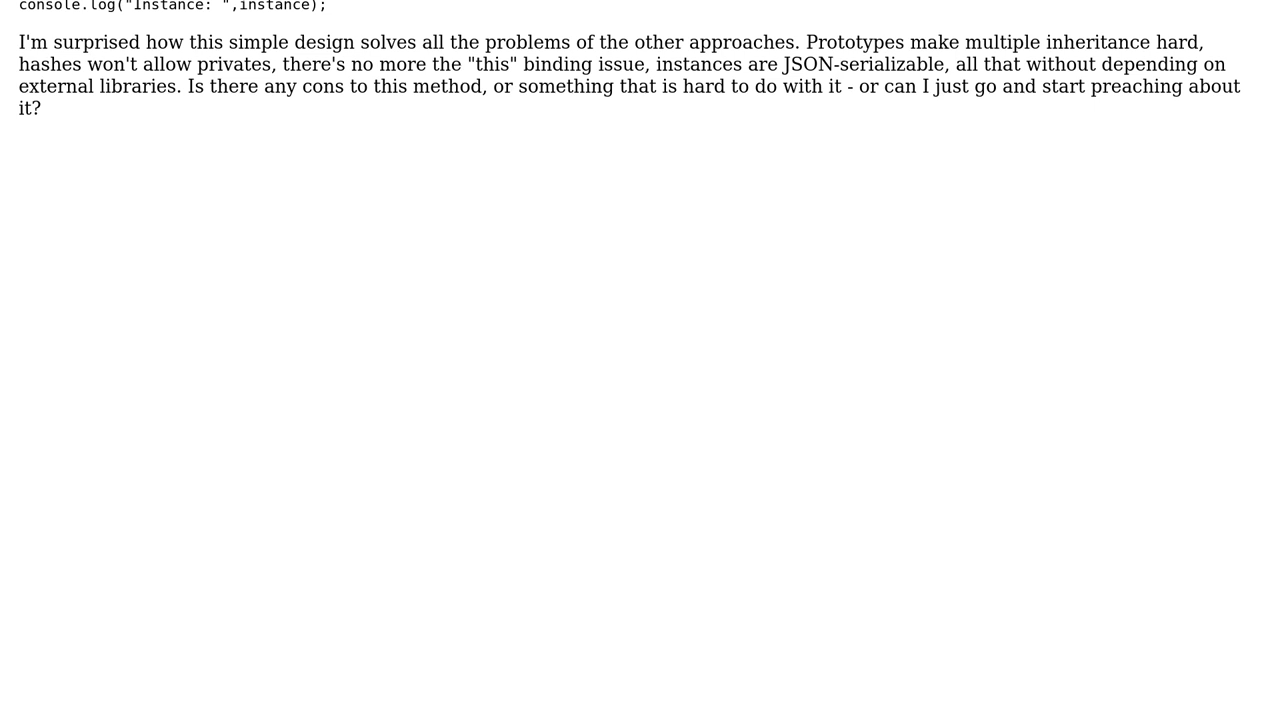 console.log("Instance: ",instance);
I'm surprised how this simple design solves all the problems of the other approaches. Prototypes make multiple inheritance hard,
hashes won't allow privates, there's no more the "this" binding issue, instances are JSON-serializable, all that without depending on
external libraries. Is there any cons to this method, or something that is hard to do with it - or can I just go and start preaching about
it?